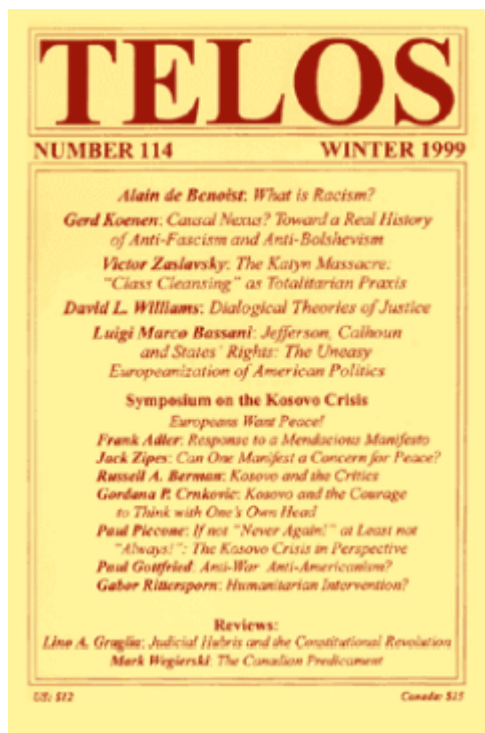 TELOS
NUMBER 114 WINTER 1999
Alain de Benoist: What is Racism?
Gerd Koenen: Causal Nexus? Toward a Real History
of Anti-Fascism and Anti-Bolshevism
Victor Zaslavsky: The Katyn Massacre:
"Class Cleansing" as Totalitarian Praxis
David L. Williams: Dialogical Theories of Justice
Luigi Marco Bassani: Jefferson, Calhoun
and States' Rights: The Uneasy
Europeanization of American Politics
Symposium on the Kosovo Crisis
Europeans Want Peace!
Frank Adler: Response to a Mendacious Manifesto
Jack Zipes: Can One Manifest a Concern for Peace?
Russell A. Berman: Kosovo and the Critics
Gordana P. Crnkovic: Kosovo and the Courage
to Think with One's Own Head
Paul Piccone: If not "Never Again!" at Least not
"Always!": The Kosovo Crisis in Perspective
Paul Gottfried: Anti-War Anti-Americanism?
Gabor Rittersporn: Humanitarian Intervention?
Reviews:
Lino A. Graglia: Judicial Hubris and the Constitutional Revolution
Mark Wegierski: The Canadian Predicament
US: $12 Canada: $15